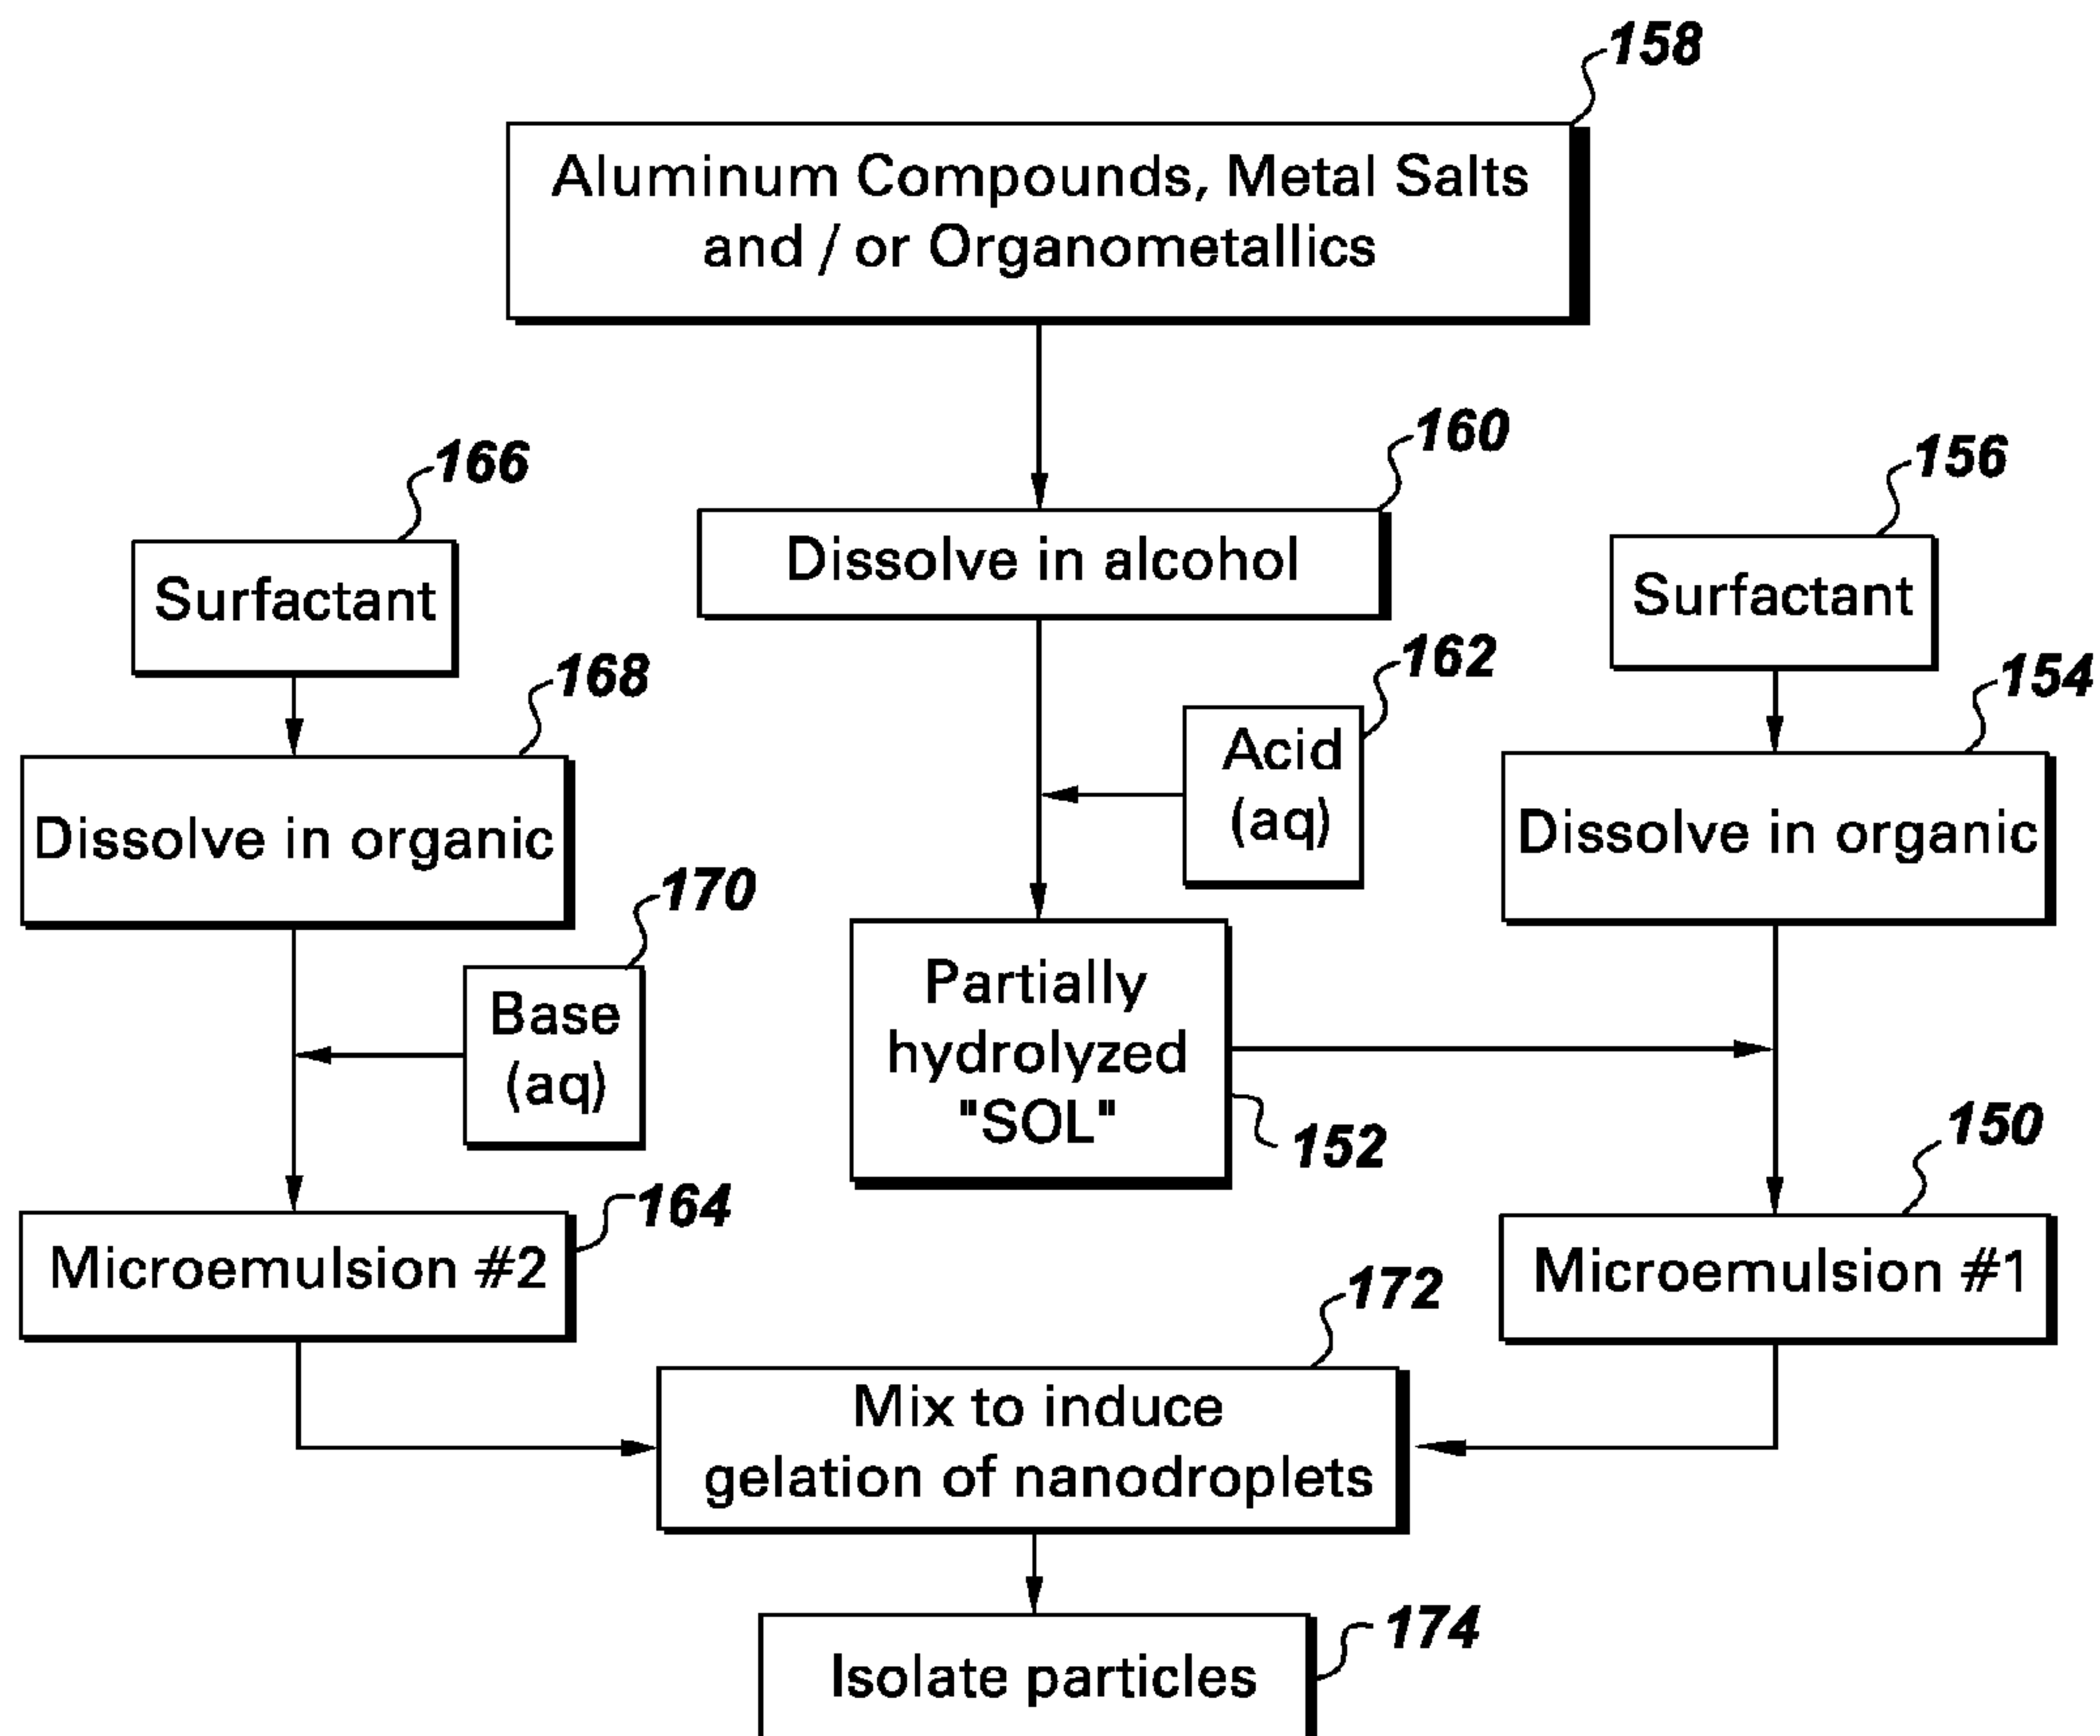 158
Aluminum Compounds, Metal Salts
and / or Organometallics
160
Dissolve in alcohol
166
Surfactant
156
Surfactant
168
Dissolve in organic
162
Acid
(aq)
154
Dissolve in organic
170
Base
(aq)
Partially
hydrolyzed
"SOL"
152
164
Microemulsion #2
150
Microemulsion #1
172
Mix to induce
gelation of nanodroplets
174
Isolate particles